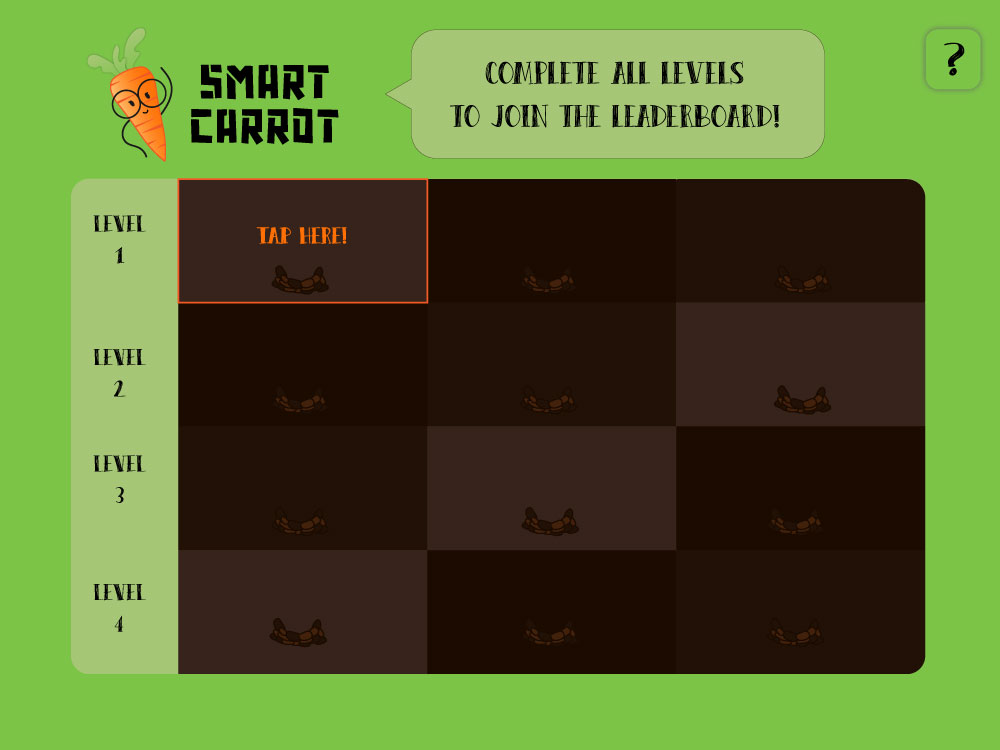 SMART
CARROT
COMPLETE ALL LEVELS
TO JOIN THE LEADERBOARD!
?
LEVEL
1
TAP HERE!
LEVEL
2
LEVEL
3
LEVEL
4